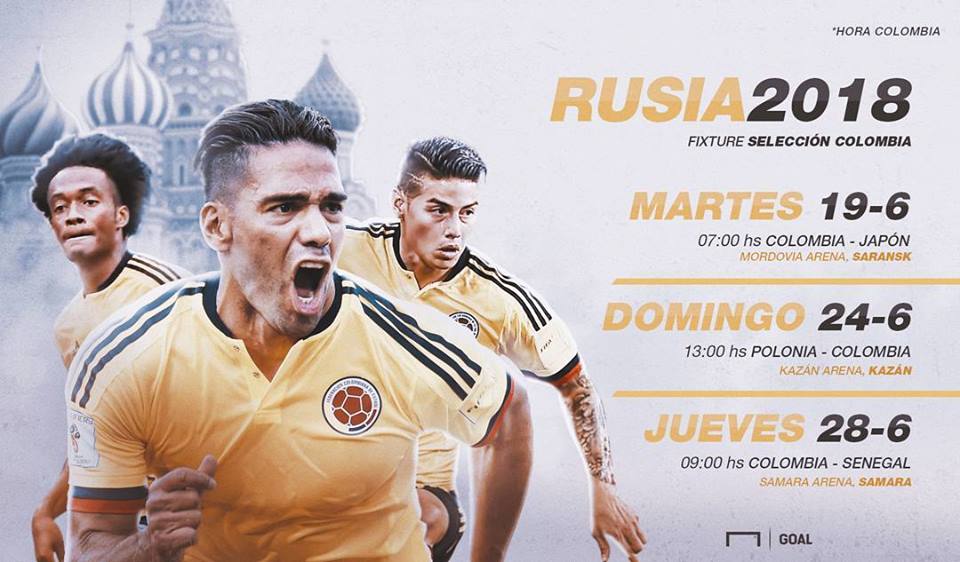 *HORA COLOMBIA
RUSIA2018
FIXTURE SELECCIÓN COLOMBIA
MARTES 19-6
07:00 hs COLOMBIA - JAPÓN
MORDOVIA ARENA, SARANSK
DOMINGO 24-6
13:00 hs POLONIA - COLOMBIA
KAZÁN ARENA, KAZÁN
JUEVES 28-6
09:00 hs COLOMBIA - SENEGAL
SAMARA ARENA, SAMARA
GOAL